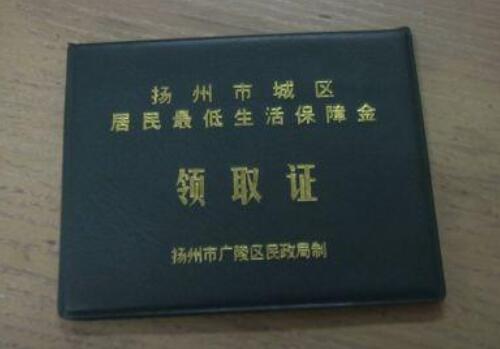 扬州市城区
居民最低生活保障金
领取证
扬州市广陵区民政局制